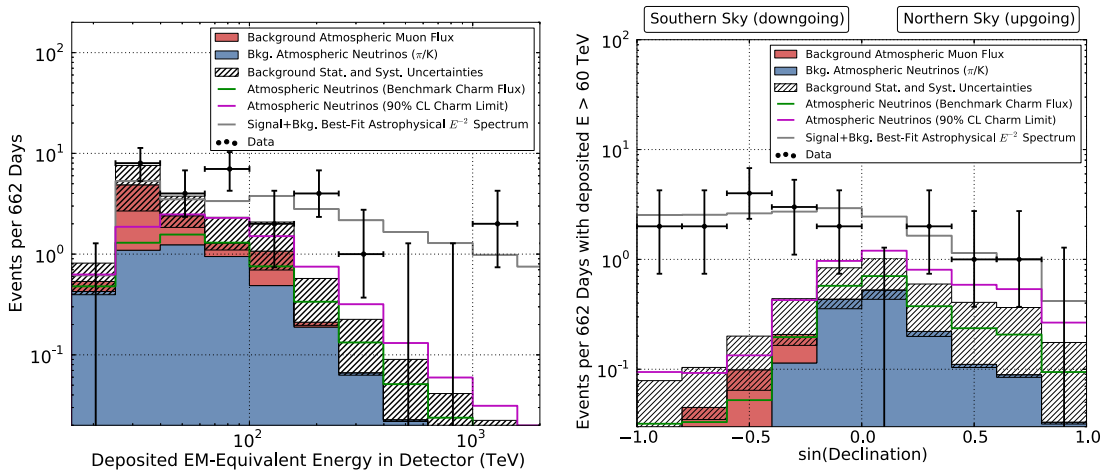 10^2
10^1
10^0
10^-1
Events per 662 Days
Background Atmospheric Muon Flux
Bkg. Atmospheric Neutrinos (π/K)
Background Stat. and Syst. Uncertainties
Atmospheric Neutrinos (Benchmark Charm Flux)
Atmospheric Neutrinos (90% CL Charm Limit)
Signal+Bkg. Best-Fit Astrophysical E^-2 Spectrum
Data
10^2 10^3
Deposited EM-Equivalent Energy in Detector (TeV)
Southern Sky (downgoing) Northern Sky (upgoing)
10^2
10^1
10^0
10^-1
Events per 662 Days with deposited E > 60 TeV
Background Atmospheric Muon Flux
Bkg. Atmospheric Neutrinos (π/K)
Background Stat. and Syst. Uncertainties
Atmospheric Neutrinos (Benchmark Charm Flux)
Atmospheric Neutrinos (90% CL Charm Limit)
Signal+Bkg. Best-Fit Astrophysical E^-2 Spectrum
Data
−1.0 −0.5 0.0 0.5 1.0
sin(Declination)